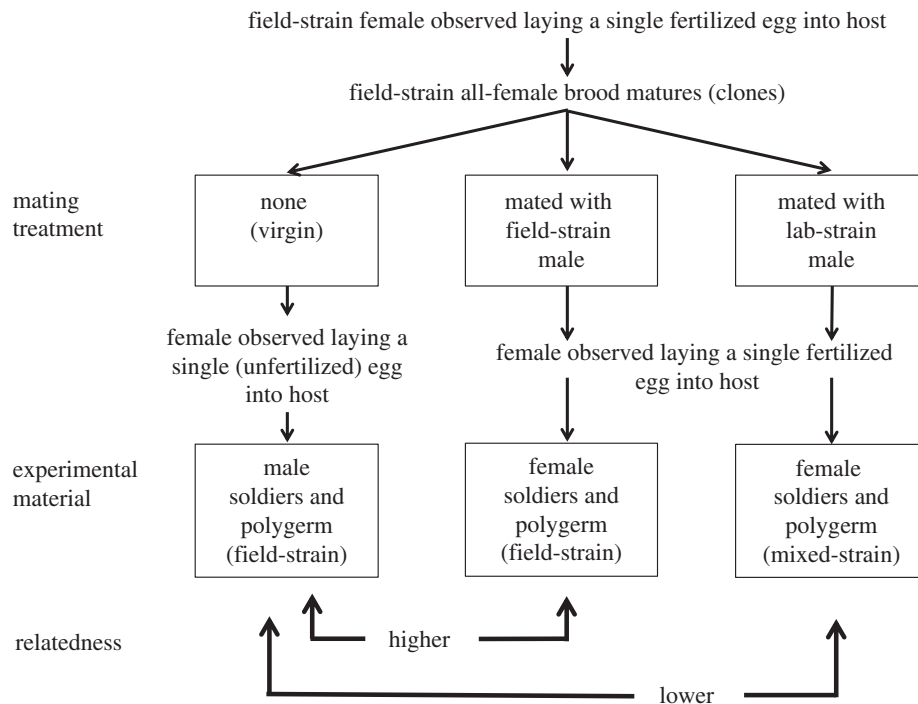 field-strain female observed laying a single fertilized egg into host
field-strain all-female brood matures (clones)
mating
treatment
none
(virgin)
mated with
field-strain
male
mated with
lab-strain
male
female observed laying a
single (unfertilized) egg
into host
female observed laying a single fertilized
egg into host
experimental
material
male
soldiers and
polygerm
(field-strain)
female
soldiers and
polygerm
(field-strain)
female
soldiers and
polygerm
(mixed-strain)
relatedness
higher
lower